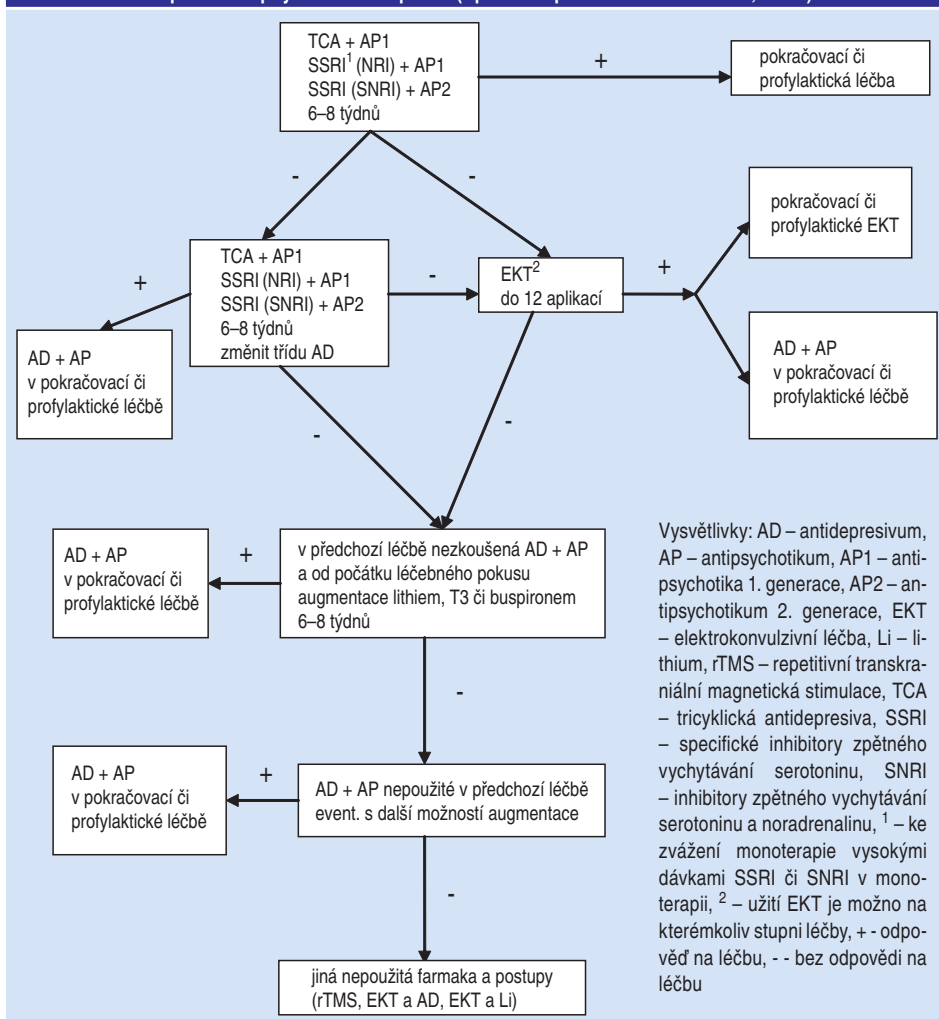 TCA + AP1
SSRI¹ (NRI) + AP1
SSRI (SNRI) + AP2
6–8 týdnů
+
pokračovací či
profylaktická léčba
-
-
pokračovací či
profylaktické EKT
TCA + AP1
SSRI (NRI) + AP1
SSRI (SNRI) + AP2
6–8 týdnů
změnit třídu AD
+
-
EKT²
do 12 aplikací
+
AD + AP
v pokračovací či
profylaktické léčbě
AD + AP
v pokračovací či
profylaktické léčbě
-
-
AD + AP
v pokračovací či
profylaktické léčbě
+
v předchozí léčbě nezkoušená AD + AP
a od počátku léčebného pokusu
augmentace lithiem, T3 či buspironem
6–8 týdnů
-
AD + AP
v pokračovací či
profylaktické léčbě
+
AD + AP nepoužité v předchozí léčbě
event. s další možností augmentace
-
jiná nepoužitá farmaka a postupy
(rTMS, EKT a AD, EKT a Li)
Vysvětlivky: AD – antidepresivum,
AP – antipsychotikum, AP1 – anti-
psychotika 1. generace, AP2 – an-
tipsychotikum 2. generace, EKT
– elektrokonvulzivní léčba, Li – li-
thium, rTMS – repetitivní transkra-
niální magnetická stimulace, TCA
– tricyklická antidepresiva, SSRI
– specifické inhibitory zpětného
vychytávání serotoninu, SNRI
– inhibitory zpětného vychytávání
serotoninu a noradrenalinu, ¹ – ke
zvážení monoterapie vysokými
dávkami SSRI či SNRI v mono-
terapii, ² – užití EKT je možno na
kterémkoliv stupni léčby, + - odpo-
věď na léčbu, - - bez odpovědi na
léčbu